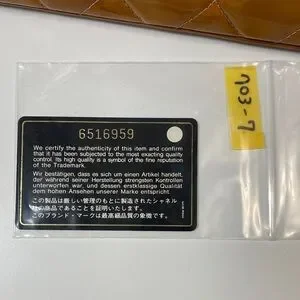 6516959
We certify the authenticity of this item and confirm
that it has been subjected to the most exacting quality
control. Its high quality is a symbol of the fine reputation
of the Trademark.
Wir bestätigen, dass es sich um einen Artikel handelt,
der während seiner Herstellung strengsten Kontrollen
unterworfen war, und dessen erstklassige Qualität
dem hohen Ansehen unserer Marke entspricht.
この製品は厳しい管理のもとに製造されたシャネル
社の商品であることを証明いたします。
このブランド・マークは最高級品質の象徴です。
703-7